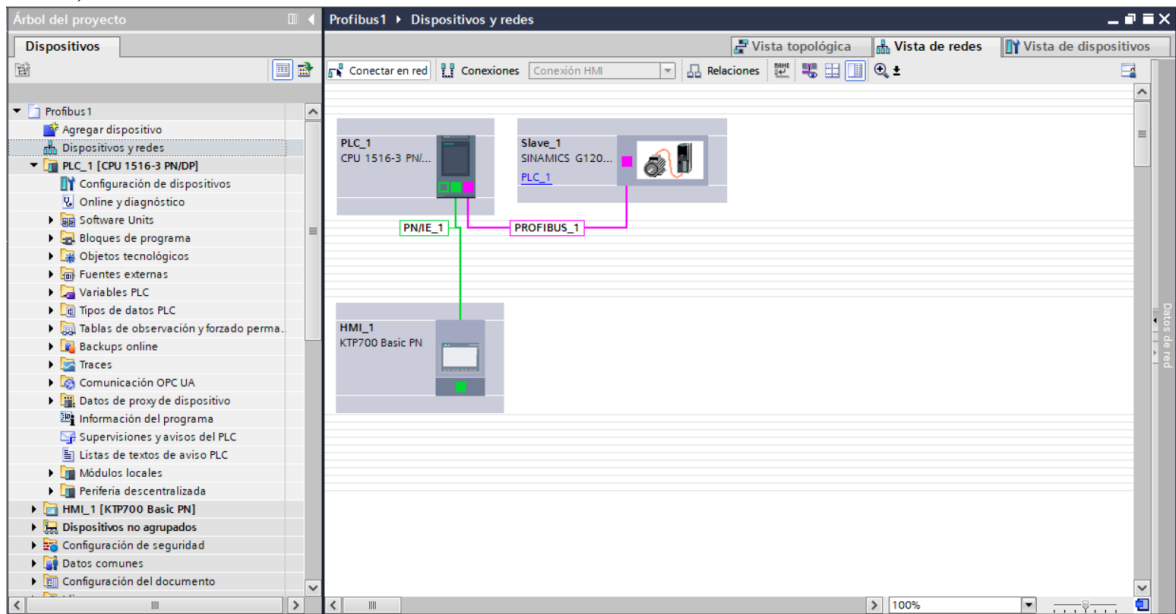 Árbol del proyecto
Dispositivos
Profibus1
Agregar dispositivo
Dispositivos y redes
PLC_1 [CPU 1516-3 PN/DP]
Configuración de dispositivos
Online y diagnóstico
Software Units
Bloques de programa
Objetos tecnológicos
Fuentes externas
Variables PLC
Tipos de datos PLC
Tablas de observación y forzado perma..
Backups online
Traces
Comunicación OPC UA
Datos de proxy de dispositivo
Información del programa
Supervisiones y avisos del PLC
Listas de textos de aviso PLC
Módulos locales
Periferia descentralizada
HMI_1 [KTP700 Basic PN]
Dispositivos no agrupados
Configuración de seguridad
Datos comunes
Configuración del documento
Profibus1 Dispositivos y redes
Vista topológica Vista de redes Vista de dispositivos
Conectar en red Conexiones Conexión HMI Relaciones
PLC_1
CPU 1516-3 PN/...
Slave_1
SINAMICS G120...
PLC_1
PN/IE_1
PROFIBUS_1
HMI_1
KTP700 Basic PN
100%
Datos de red